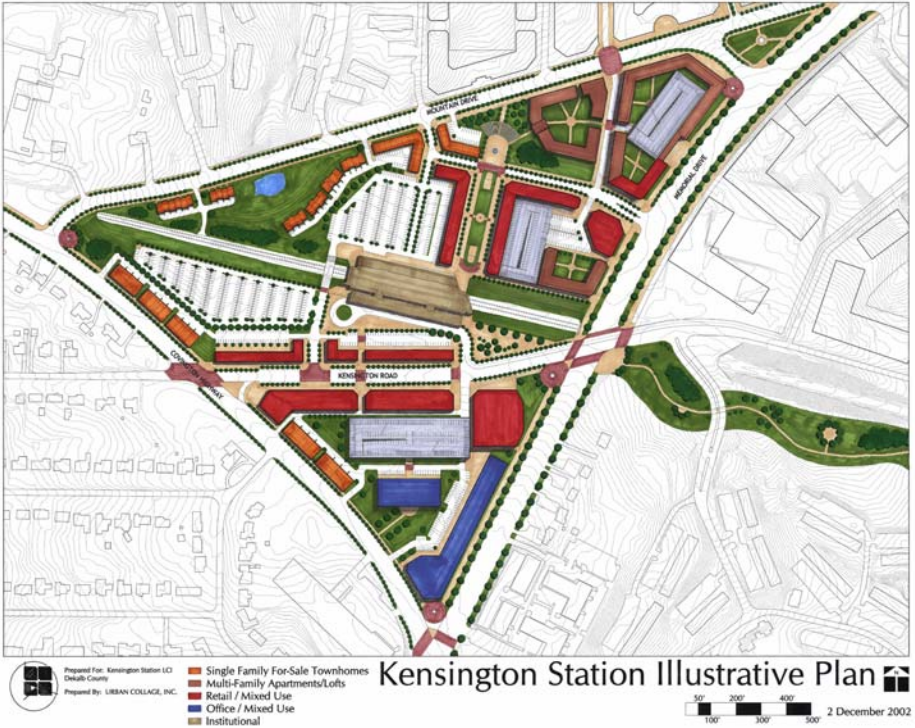 MOUNTAIN DRIVE
MEMORIAL DRIVE
COVINGTON HIGHWAY
KENSINGTON ROAD
Prepared For: Kensington Station LCI
Dekalb County
Prepared By: URBAN COLLAGE, INC.
Single Family For-Sale Townhomes
Multi-Family Apartments/Lofts
Retail / Mixed Use
Office / Mixed Use
Institutional
Kensington Station Illustrative Plan
50' 200' 400'
100' 300' 500'
2 December 2002